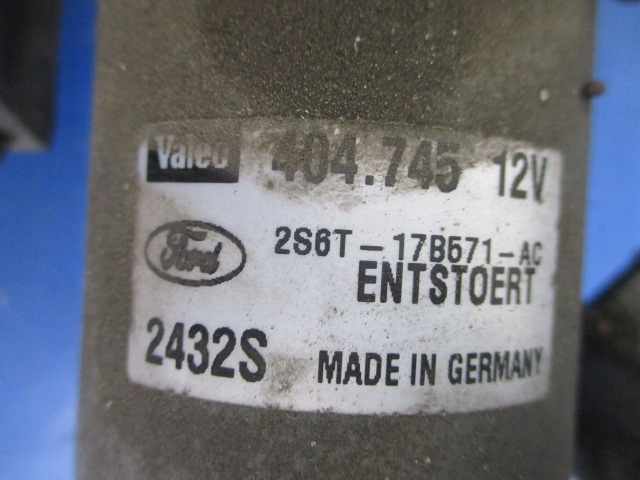 Valeo 404.745 12V
Ford 2S6T-17B571-AC
ENTSTOERT
2432S MADE IN GERMANY